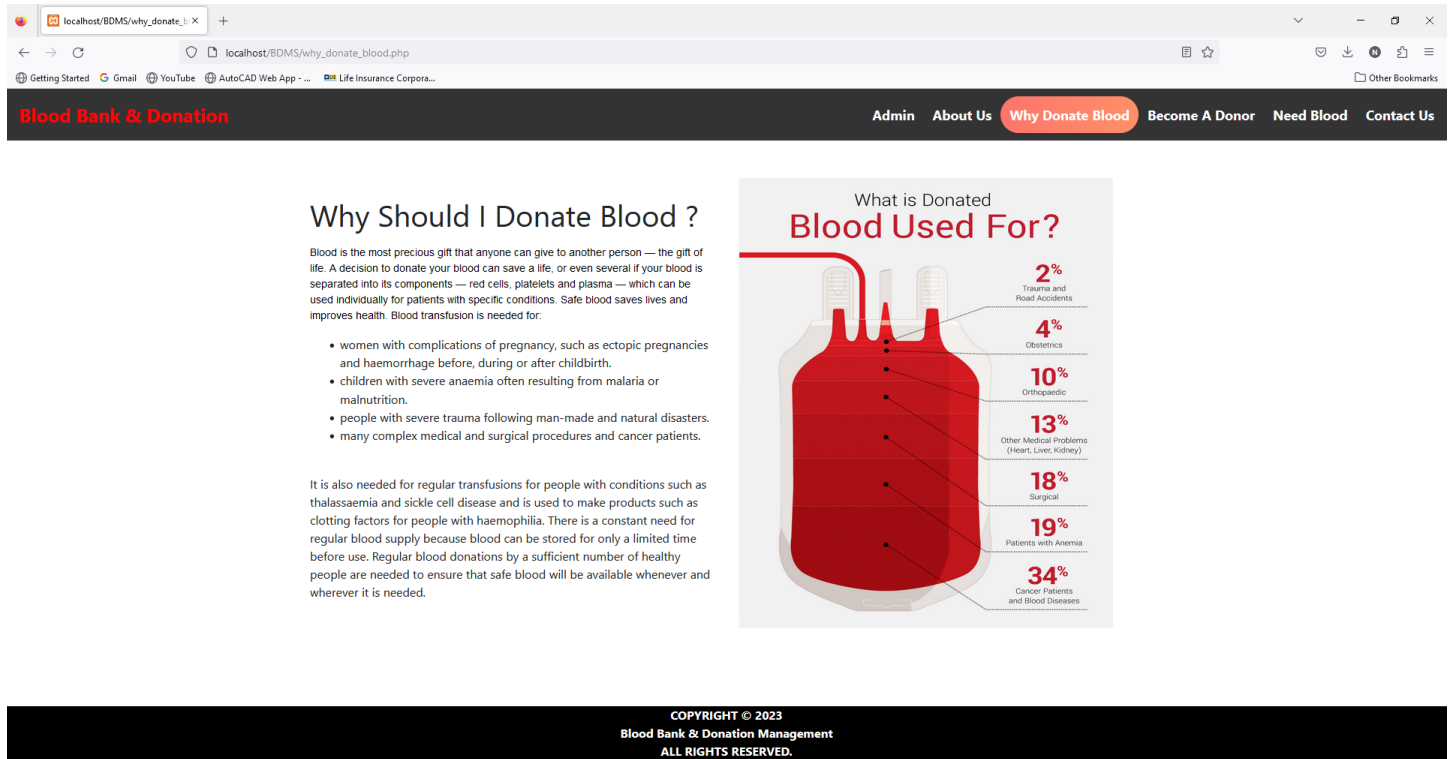 localhost/BDMS/why_donate_b
localhost/BDMS/why_donate_blood.php
N
Getting Started Gmail YouTube AutoCAD Web App - ... Life Insurance Corpora... Other Bookmarks
Blood Bank & Donation
Admin About Us Why Donate Blood Become A Donor Need Blood Contact Us
Why Should I Donate Blood ?
Blood is the most precious gift that anyone can give to another person — the gift of
life. A decision to donate your blood can save a life, or even several if your blood is
separated into its components — red cells, platelets and plasma — which can be
used individually for patients with specific conditions. Safe blood saves lives and
improves health. Blood transfusion is needed for:
• women with complications of pregnancy, such as ectopic pregnancies
and haemorrhage before, during or after childbirth.
• children with severe anaemia often resulting from malaria or
malnutrition.
• people with severe trauma following man-made and natural disasters.
• many complex medical and surgical procedures and cancer patients.
It is also needed for regular transfusions for people with conditions such as
thalassaemia and sickle cell disease and is used to make products such as
clotting factors for people with haemophilia. There is a constant need for
regular blood supply because blood can be stored for only a limited time
before use. Regular blood donations by a sufficient number of healthy
people are needed to ensure that safe blood will be available whenever and
wherever it is needed.
What is Donated
Blood Used For?
2%
Trauma and
Road Accidents
4%
Obstetrics
10%
Orthopaedic
13%
Other Medical Problems
(Heart, Liver, Kidney)
18%
Surgical
19%
Patients with Anemia
34%
Cancer Patients
and Blood Diseases
COPYRIGHT © 2023
Blood Bank & Donation Management
ALL RIGHTS RESERVED.